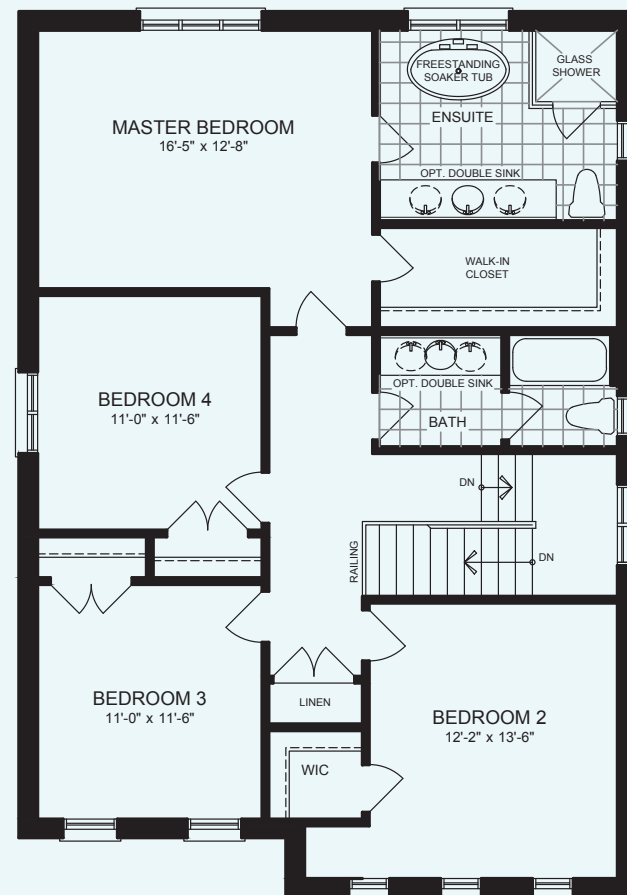 FREESTANDING
SOAKER TUB
GLASS
SHOWER
ENSUITE
MASTER BEDROOM
16'-5" x 12'-8"
OPT. DOUBLE SINK
WALK-IN
CLOSET
BEDROOM 4
11'-0" x 11'-6"
OPT. DOUBLE SINK
BATH
DN
RAILING
DN
BEDROOM 3
11'-0" x 11'-6"
LINEN
BEDROOM 2
12'-2" x 13'-6"
WIC